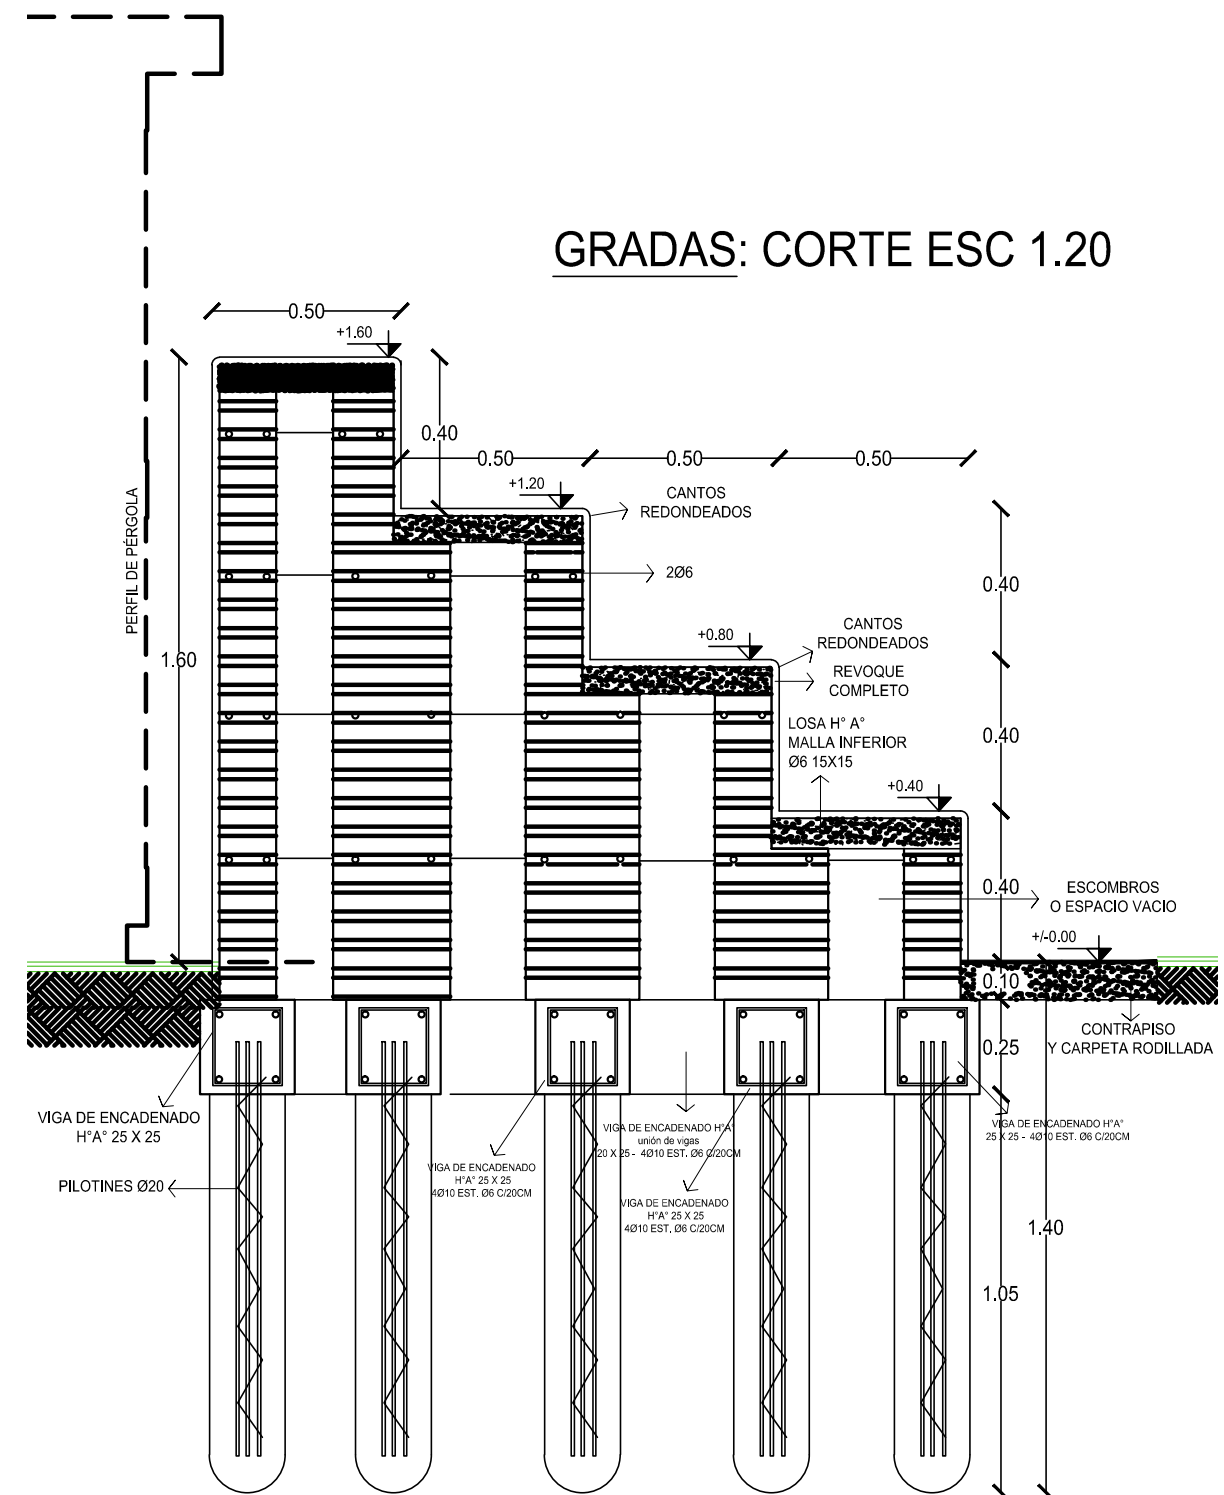 GRADAS: CORTE ESC 1.20
0.50
+1.60
0.40
0.50
0.50
0.50
+1.20
CANTOS
REDONDEADOS
2Ø6
0.40
PERFIL DE PÉRGOLA
1.60
+0.80
CANTOS
REDONDEADOS
REVOQUE
COMPLETO
LOSA H° A°
MALLA INFERIOR
Ø6 15X15
0.40
+0.40
0.40
ESCOMBROS
O ESPACIO VACIO
+/-0.00
0.10
CONTRAPISO
Y CARPETA RODILLADA
0.25
VIGA DE ENCADENADO
H°A° 25 X 25
VIGA DE ENCADENADO
H°A° 25 X 25
4Ø10 EST. Ø6 C/20CM
VIGA DE ENCADENADO H°A°
unión de vigas
20 X 25 - 4Ø10 EST. Ø6 C/20CM
VIGA DE ENCADENADO
H°A° 25 X 25
4Ø10 EST. Ø6 C/20CM
VIGA DE ENCADENADO H°A°
25 X 25 - 4Ø10 EST. Ø6 C/20CM
PILOTINES Ø20
1.40
1.05